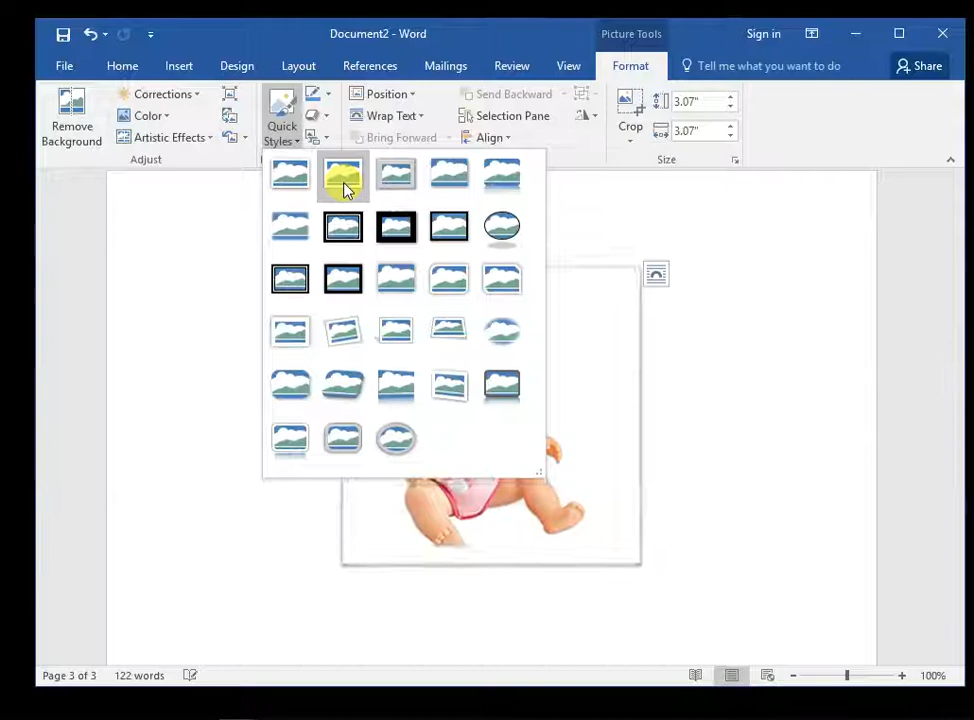 Document2 - Word
Picture Tools
Sign in
File
Home
Insert
Design
Layout
References
Mailings
Review
View
Format
Tell me what you want to do
Share
Remove
Background
Corrections
Color
Artistic Effects
Adjust
Quick
Styles
Position
Wrap Text
Bring Forward
Send Backward
Selection Pane
Align
Crop
3.07"
3.07"
Size
Page 3 of 3
122 words
100%